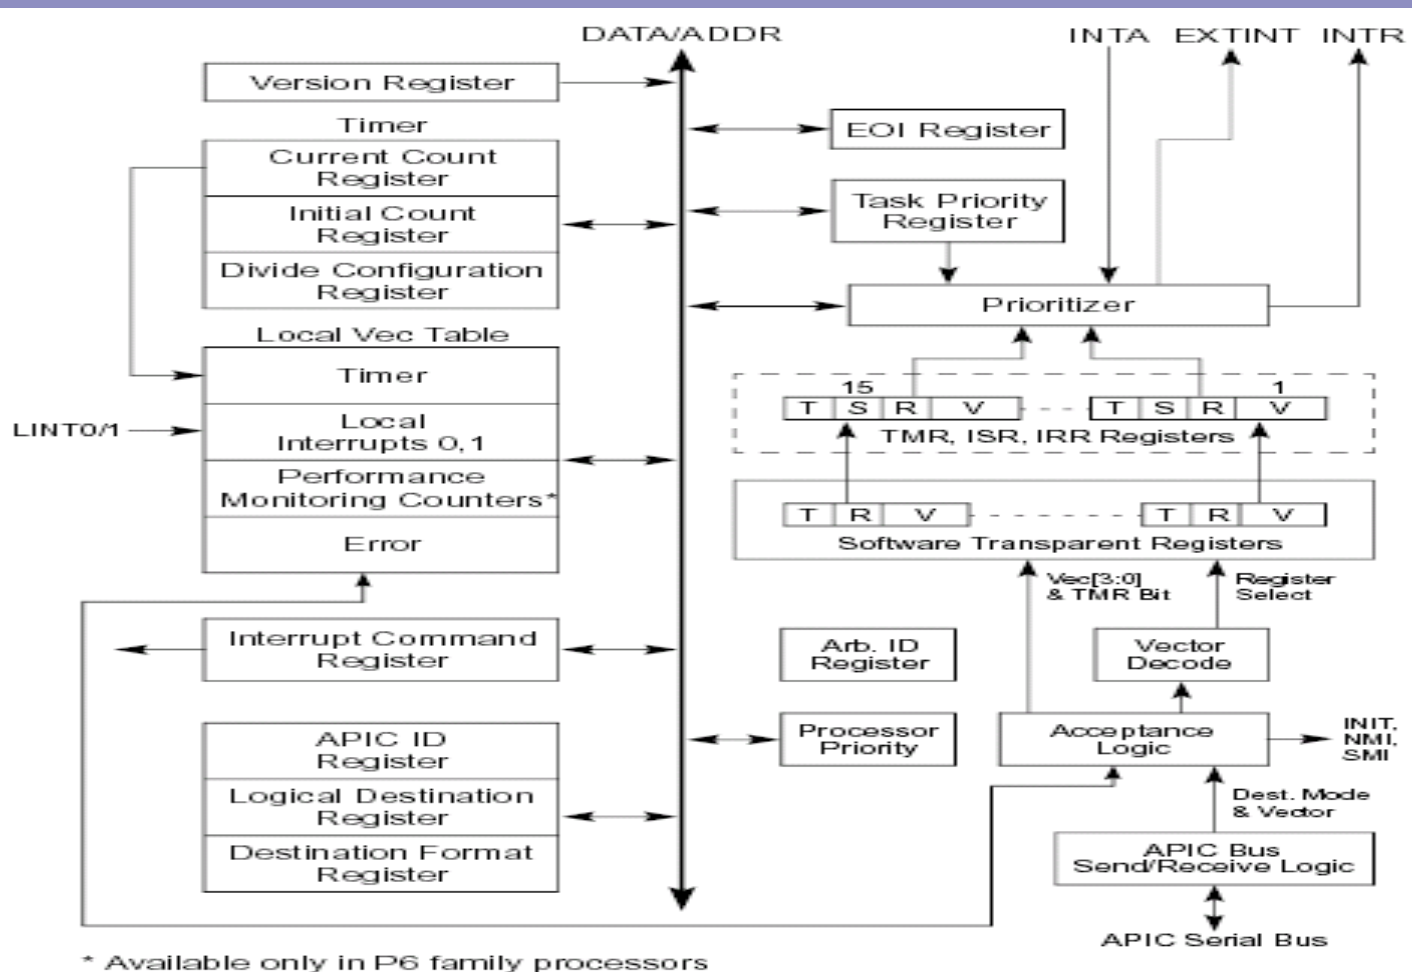 DATA/ADDR
INTA EXTINT INTR
Version Register
Timer
Current Count
Register
Initial Count
Register
Divide Configuration
Register
Local Vec Table
Timer
LINT0/1
Local
Interrupts 0,1
Performance
Monitoring Counters*
Error
Interrupt Command
Register
APIC ID
Register
Logical Destination
Register
Destination Format
Register
EOI Register
Task Priority
Register
Prioritizer
15 1
T S R V T S R V
TMR, ISR, IRR Registers
T R V T R V
Software Transparent Registers
Vec[3:0]
& TMR Bit
Register
Select
Arb. ID
Register
Vector
Decode
Processor
Priority
Acceptance
Logic
INIT,
NMI,
SMI
Dest. Mode
& Vector
APIC Bus
Send/Receive Logic
APIC Serial Bus
* Available only in P6 family processors